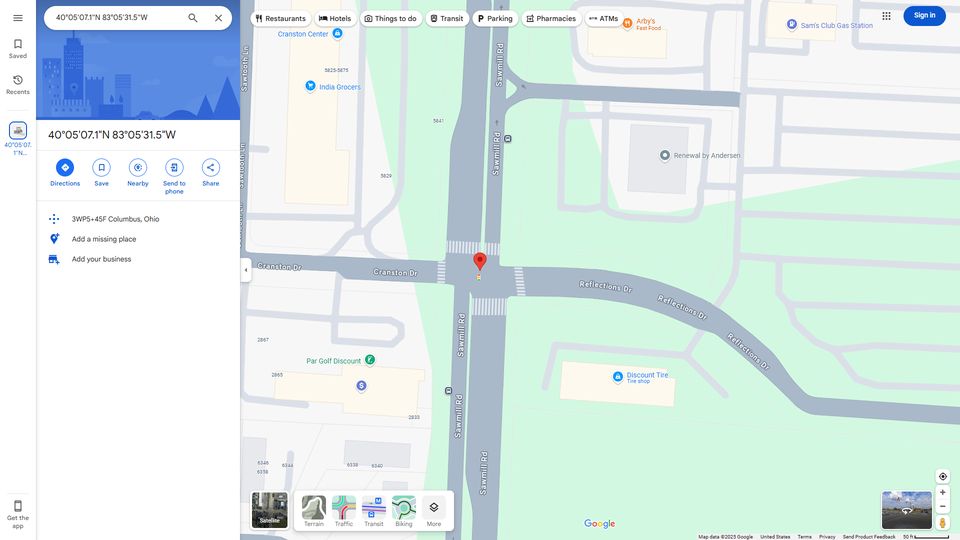 40°05'07.1"N 83°05'31.5"W
Restaurants
Hotels
Things to do
Transit
Parking
Pharmacies
ATMs
Sign in
Saved
Recents
40°05'07.
1"N...
40°05'07.1"N 83°05'31.5"W
Directions
Save
Nearby
Send to
phone
Share
3WP5+45F Columbus, Ohio
Add a missing place
Add your business
Get the
app
Cranston Center
5825-5875
India Grocers
5841
5829
Sawtooth Ln
Sawmill Rd
Sawmill Rd
Arby's
Fast Food
Sam's Club Gas Station
Renewal by Andersen
Cranston Dr
Cranston Dr
Reflections Dr
Reflections Dr
Reflections Dr
Sawmill Rd
Sawmill Rd
Sawmill Rd
2867
Par Golf Discount
2865
2833
Discount Tire
Tire shop
6346
6344
6358
6338
6340
Satellite
Terrain
Traffic
Transit
Biking
More
Google
Map data ©2025 Google
United States
Terms
Privacy
Send Product Feedback
50 ft